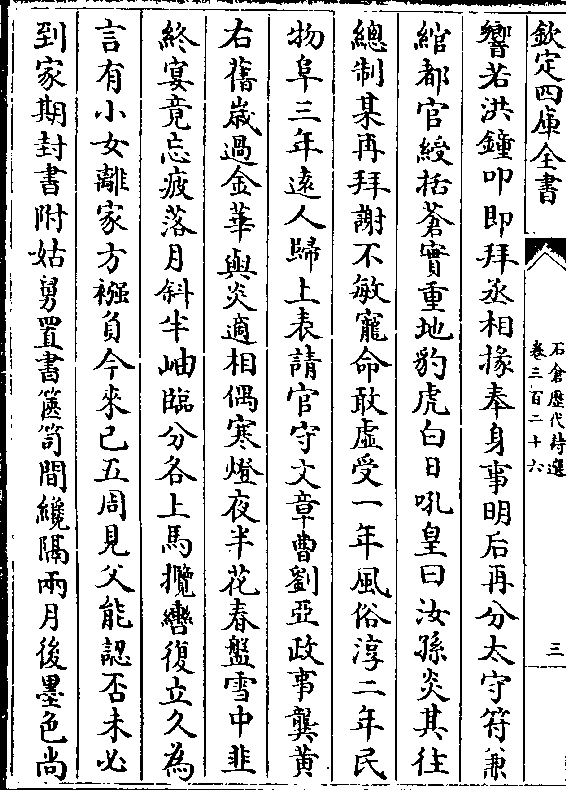 欽定四庫全書
石倉歷代詩選
卷三百二十六
三
響若洪鐘叩即拜丞相掾奉身事明后再分太守符兼
綰都官綬括蒼實重地豹虎白日吼皇曰汝孫炎其往
總制某再拜謝不敏寵命敢虛受一年風俗淳二年民
物阜三年遠人歸上表請官守文章曹劉亞政事龔黄
右舊嵗過金華與炎適相偶寒燈夜半花春盤雪中韭
終宴竟忘疲落月斜半岫臨分各上馬攬轡復立久為
言有小女離家方襁負今來已五周見父能認否未必
到家期封書附姑舅置書篋笥間纔隔兩月後墨色尚